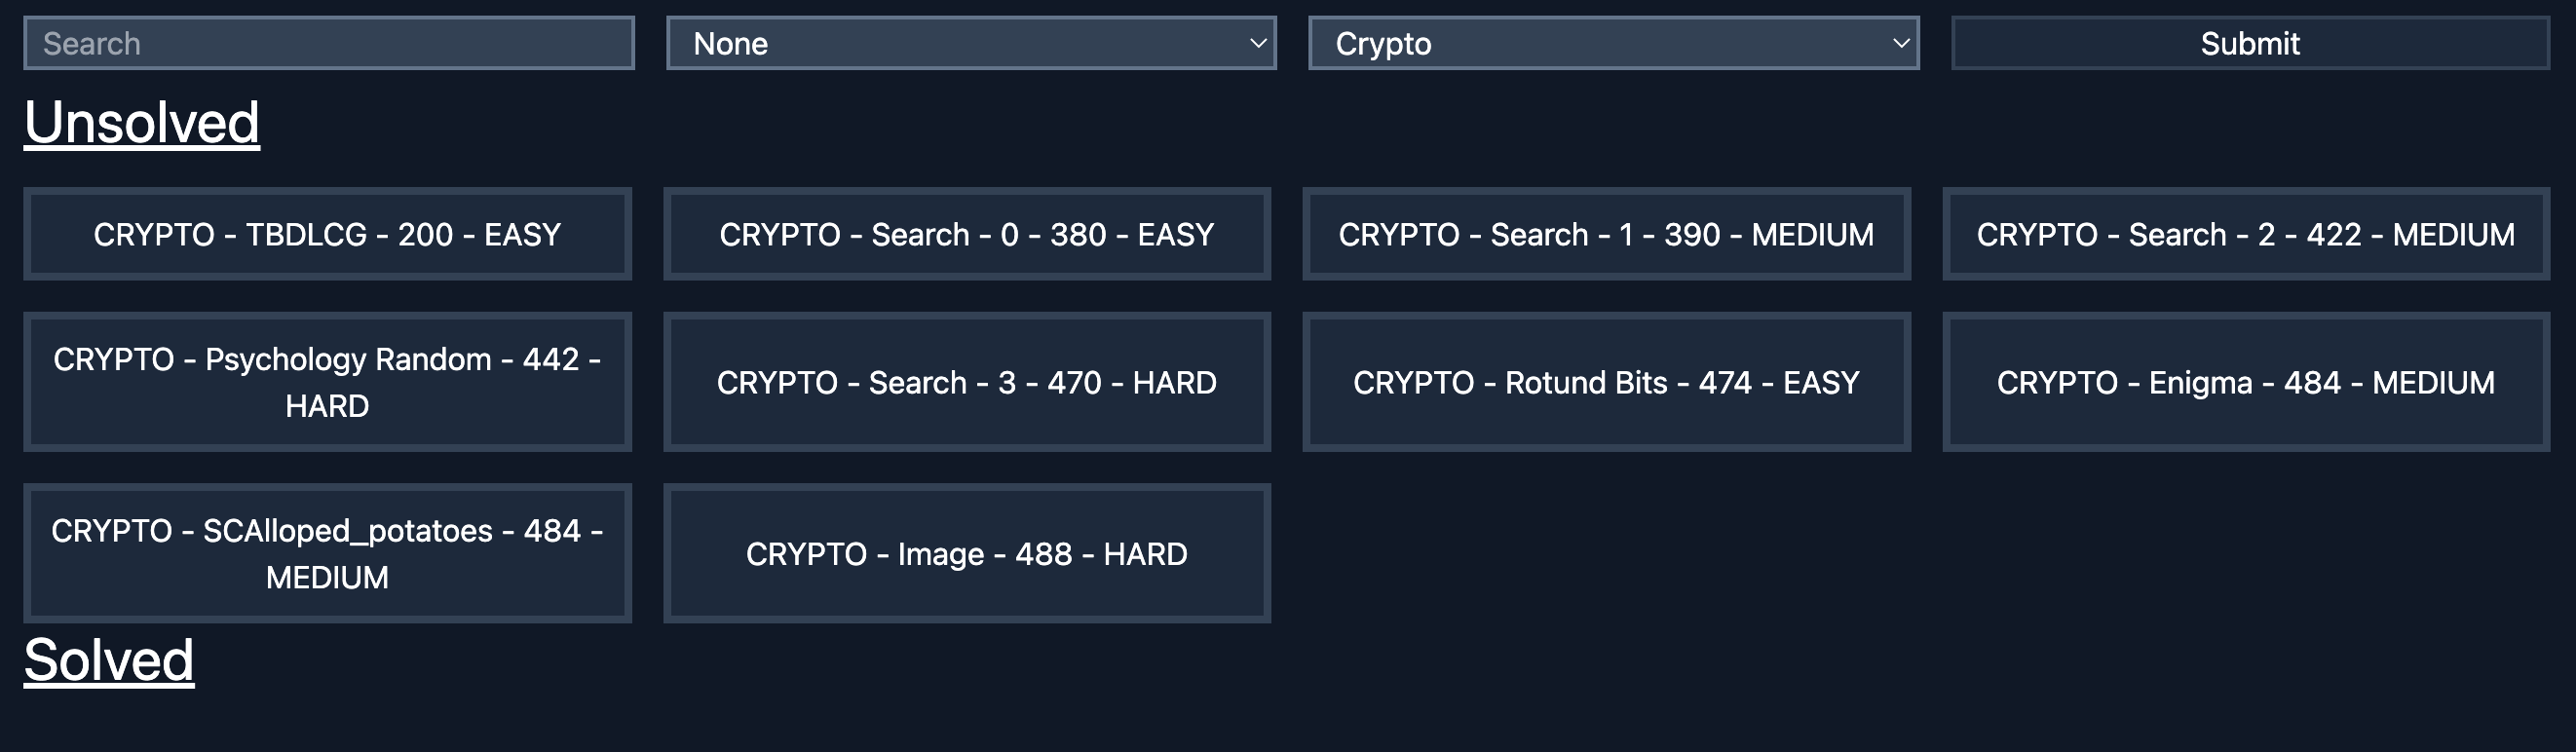 Search
None
Crypto
Submit
Unsolved
CRYPTO - TBDLCG - 200 - EASY
CRYPTO - Search - 0 - 380 - EASY
CRYPTO - Search - 1 - 390 - MEDIUM
CRYPTO - Search - 2 - 422 - MEDIUM
CRYPTO - Psychology Random - 442 -
HARD
CRYPTO - Search - 3 - 470 - HARD
CRYPTO - Rotund Bits - 474 - EASY
CRYPTO - Enigma - 484 - MEDIUM
CRYPTO - SCAlloped_potatoes - 484 -
MEDIUM
CRYPTO - Image - 488 - HARD
Solved